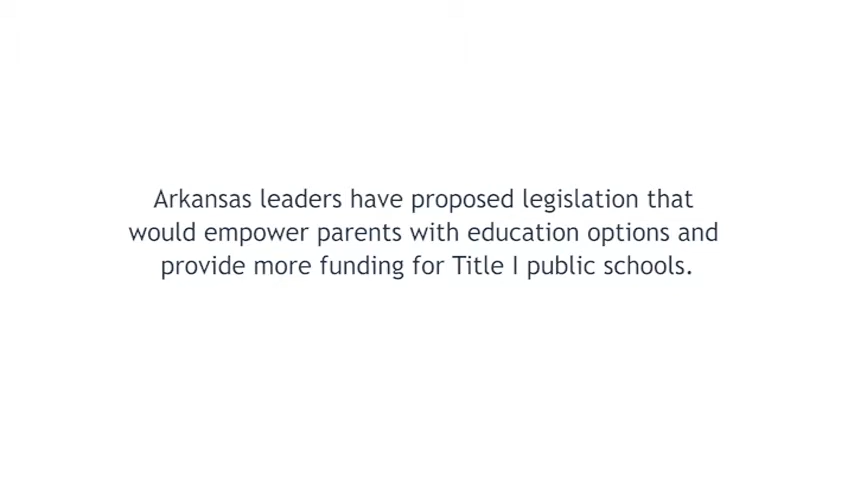 Arkansas leaders have proposed legislation that
would empower parents with education options and
provide more funding for Title I public schools.